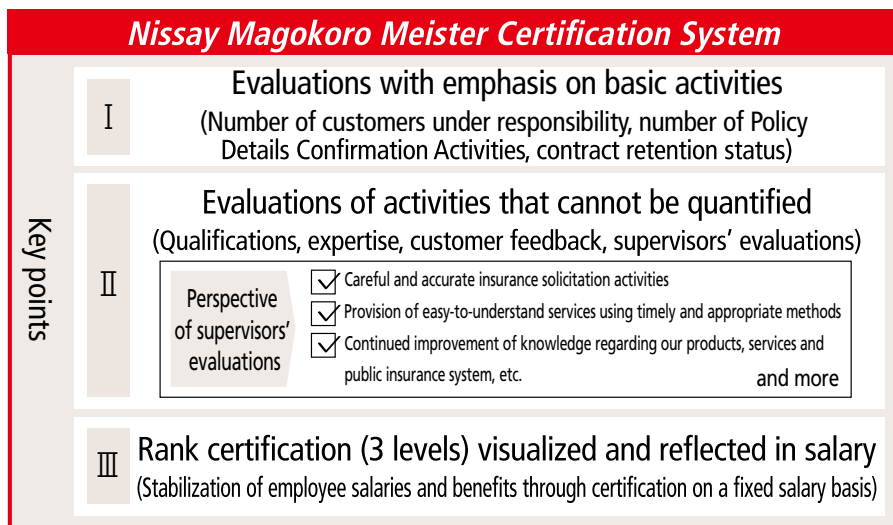 Nissay Magokoro Meister Certification System
Key points
Ⅰ
Evaluations with emphasis on basic activities
(Number of customers under responsibility, number of Policy
Details Confirmation Activities, contract retention status)
Ⅱ
Evaluations of activities that cannot be quantified
(Qualifications, expertise, customer feedback, supervisors’ evaluations)
Perspective
of supervisors’
evaluations
Careful and accurate insurance solicitation activities
Provision of easy-to-understand services using timely and appropriate methods
Continued improvement of knowledge regarding our products, services and
public insurance system, etc.
and more
Ⅲ
Rank certification (3 levels) visualized and reflected in salary
(Stabilization of employee salaries and benefits through certification on a fixed salary basis)